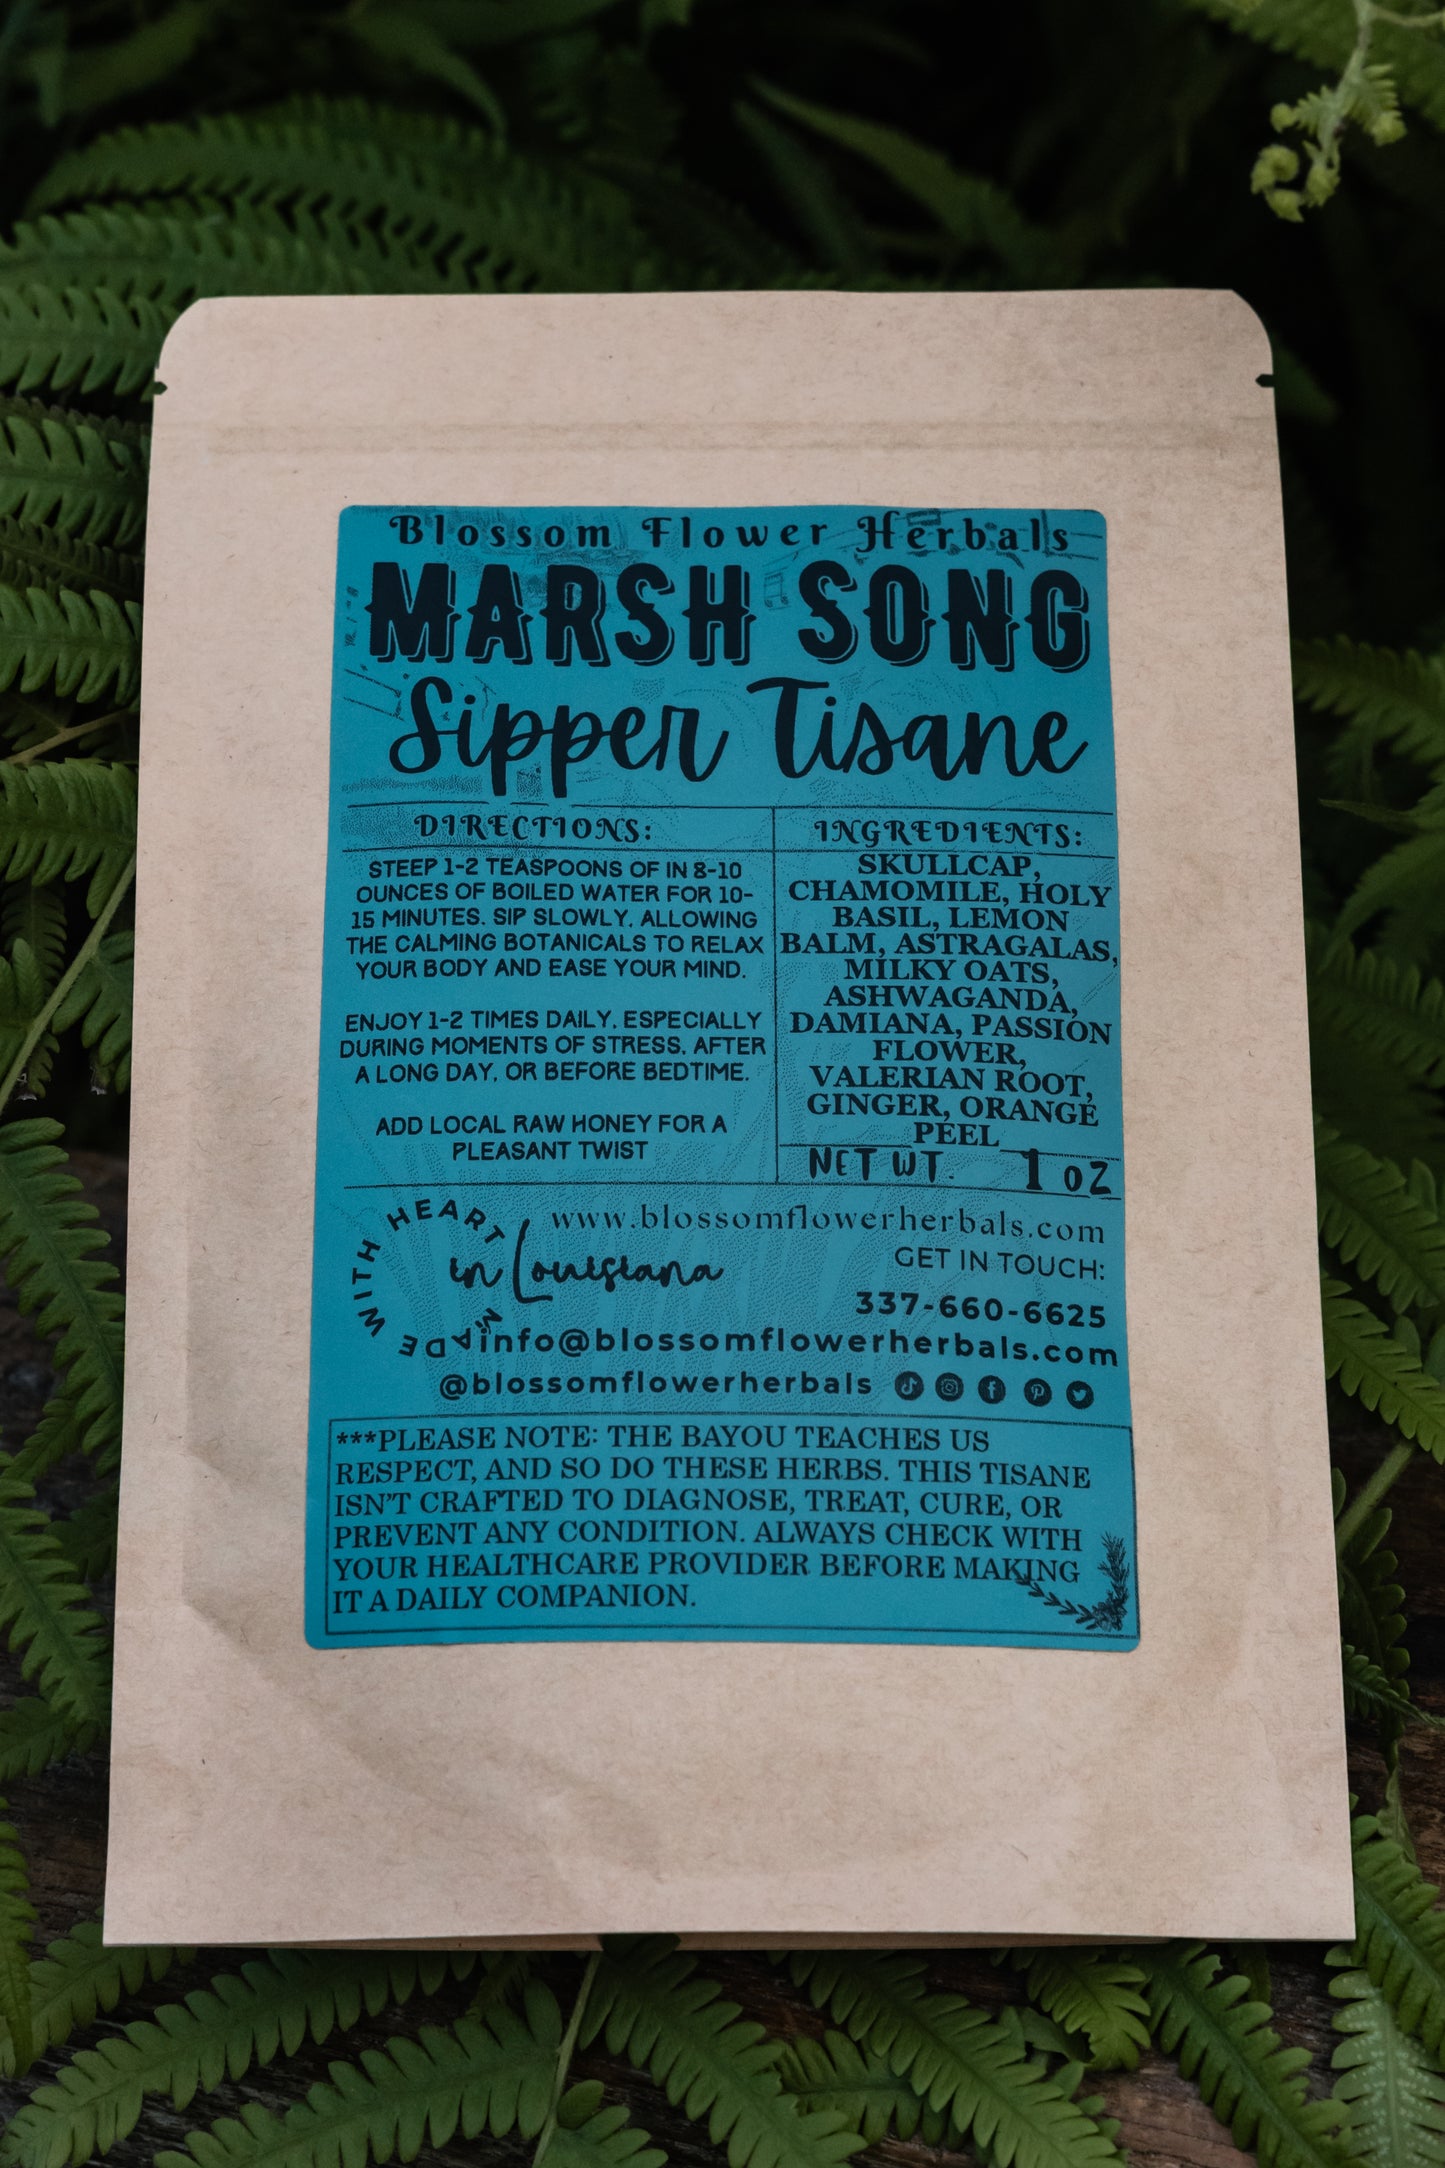 Blossom Flower Herbals
MARSH SONG
Sipper Tisane
DIRECTIONS:
STEEP 1-2 TEASPOONS OF IN 8-10
OUNCES OF BOILED WATER FOR 10-
15 MINUTES. SIP SLOWLY, ALLOWING
THE CALMING BOTANICALS TO RELAX
YOUR BODY AND EASE YOUR MIND.
ENJOY 1-2 TIMES DAILY, ESPECIALLY
DURING MOMENTS OF STRESS, AFTER
A LONG DAY, OR BEFORE BEDTIME.
ADD LOCAL RAW HONEY FOR A
PLEASANT TWIST
INGREDIENTS:
SKULLCAP,
CHAMOMILE, HOLY
BASIL, LEMON
BALM, ASTRAGALAS,
MILKY OATS,
ASHWAGANDA,
DAMIANA, PASSION
FLOWER,
VALERIAN ROOT,
GINGER, ORANGE
PEEL
NET WT. 1 OZ
MADE WITH HEART
in Louisiana
www.blossomflowerherbals.com
GET IN TOUCH:
337-660-6625
info@blossomflowerherbals.com
@blossomflowerherbals
***PLEASE NOTE: THE BAYOU TEACHES US
RESPECT, AND SO DO THESE HERBS. THIS TISANE
ISN'T CRAFTED TO DIAGNOSE, TREAT, CURE, OR
PREVENT ANY CONDITION. ALWAYS CHECK WITH
YOUR HEALTHCARE PROVIDER BEFORE MAKING
IT A DAILY COMPANION.